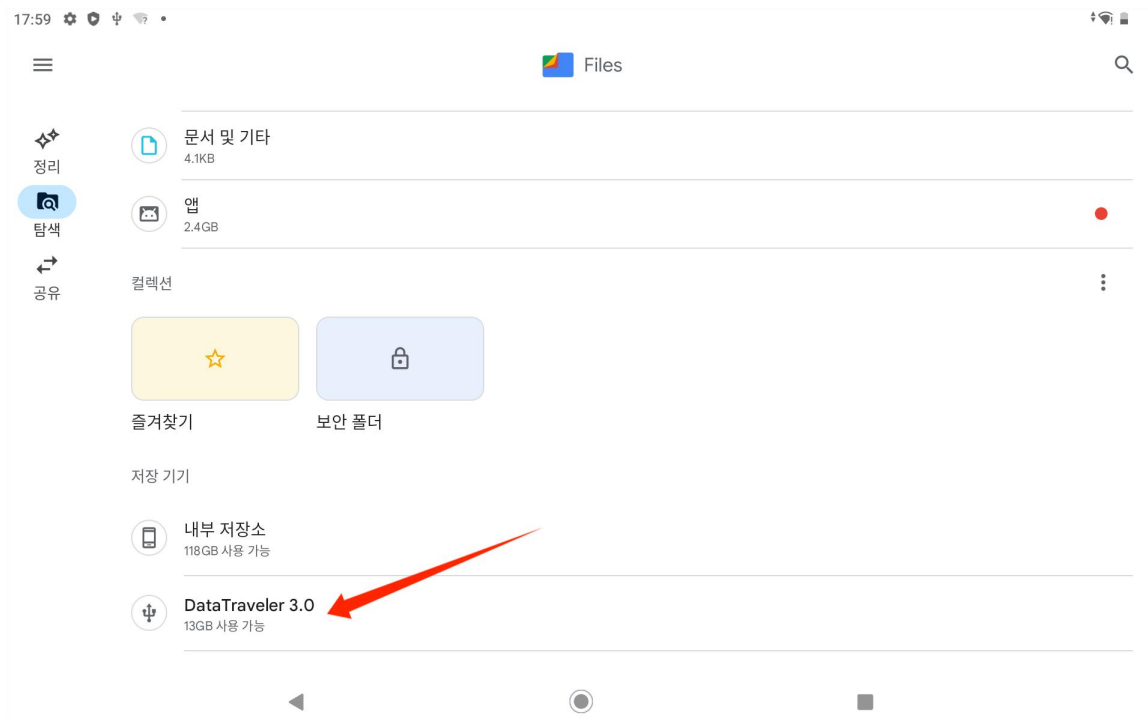 17:59
Files
문서 및 기타
4.1KB
정리
앱
2.4GB
탐색
컬렉션
공유
즐겨찾기
보안 폴더
저장 기기
내부 저장소
118GB 사용 가능
DataTraveler 3.0
13GB 사용 가능